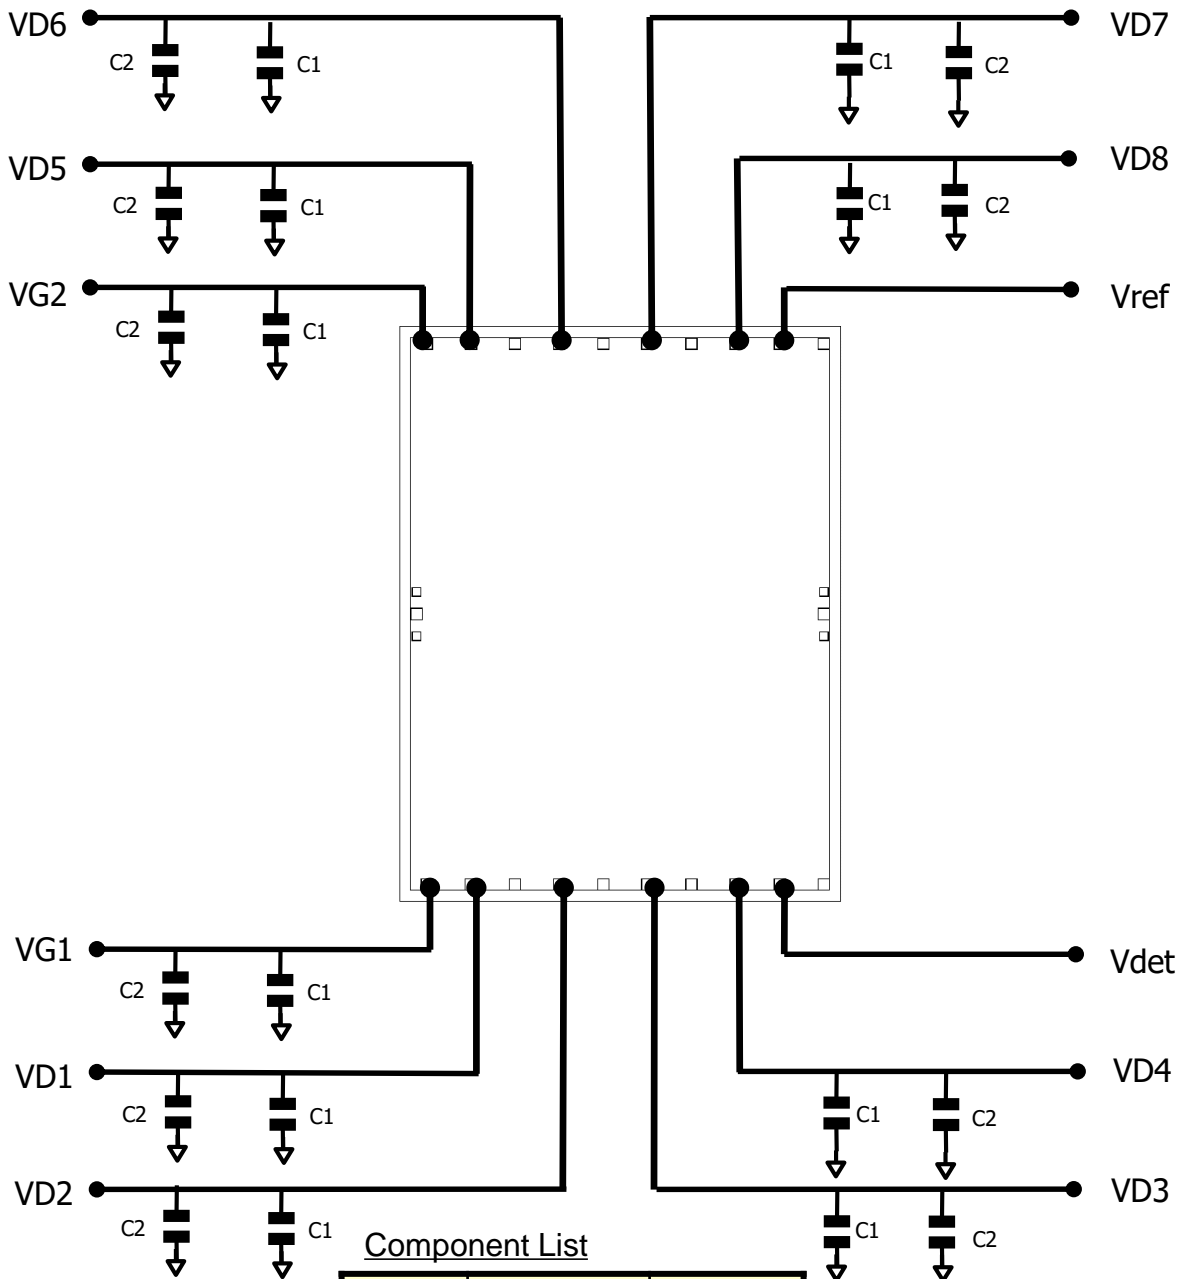 VD6
C2
C1
VD7
C1
C2
VD5
C2
C1
VD8
C1
C2
VG2
C2
C1
Vref
VG1
C2
C1
Vdet
VD1
C2
C1
VD4
C1
C2
VD2
C2
C1
VD3
C1
C2
Component List